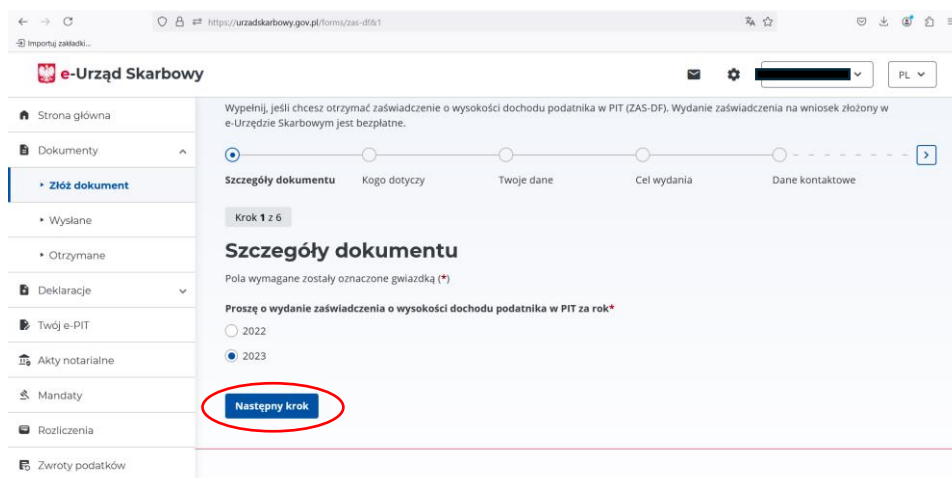 https://urzadskarbowy.gov.pl/forms/zas-df/&1
Importuj zakładki...
e-Urząd Skarbowy
PL
Strona główna
Dokumenty
Złóż dokument
Wysłane
Otrzymane
Deklaracje
Twój e-PIT
Akty notarialne
Mandaty
Rozliczenia
Zwroty podatków
Wypełnij, jeśli chcesz otrzymać zaświadczenie o wysokości dochodu podatnika w PIT (ZAS-DF). Wydanie zaświadczenia na wniosek złożony w
e-Urzędzie Skarbowym jest bezpłatne.
Szczegóły dokumentu
Kogo dotyczy
Twoje dane
Cel wydania
Dane kontaktowe
Krok 1 z 6
Szczegóły dokumentu
Pola wymagane zostały oznaczone gwiazdką (*)
Proszę o wydanie zaświadczenia o wysokości dochodu podatnika w PIT za rok*
2022
2023
Następny krok